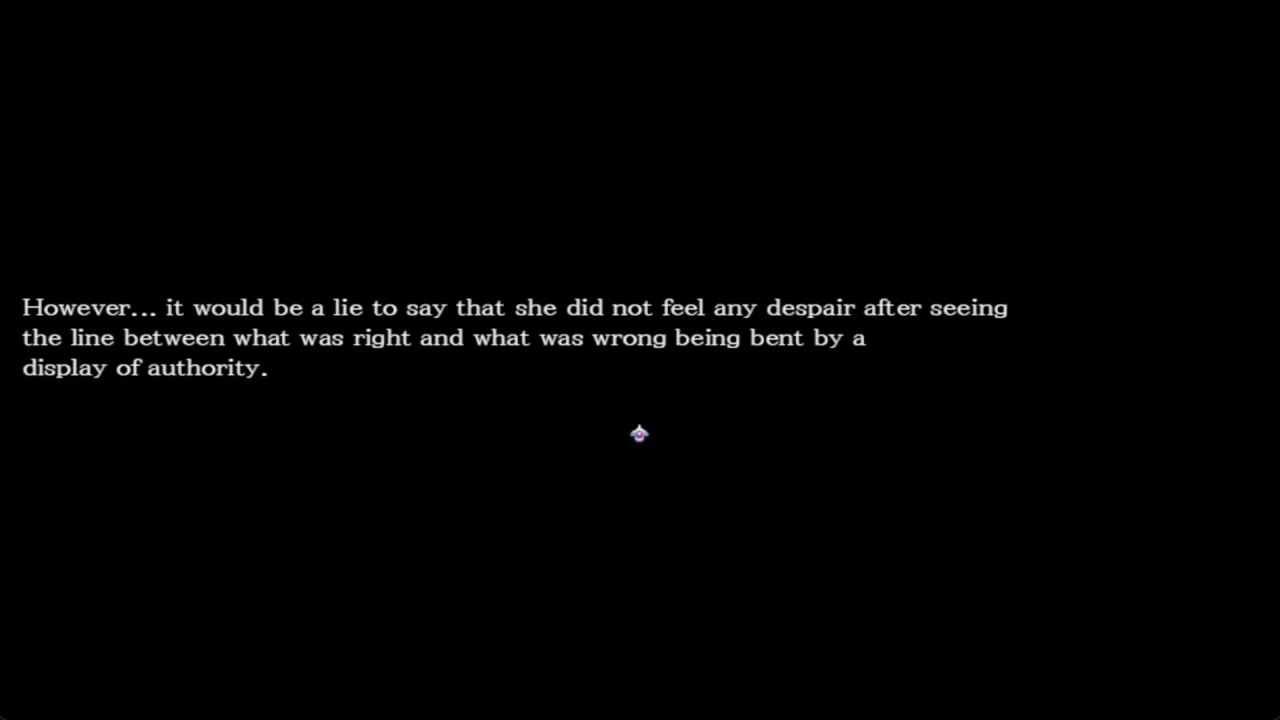 However... it would be a lie to say that she did not feel any despair after seeing
the line between what was right and what was wrong being bent by a
display of authority.